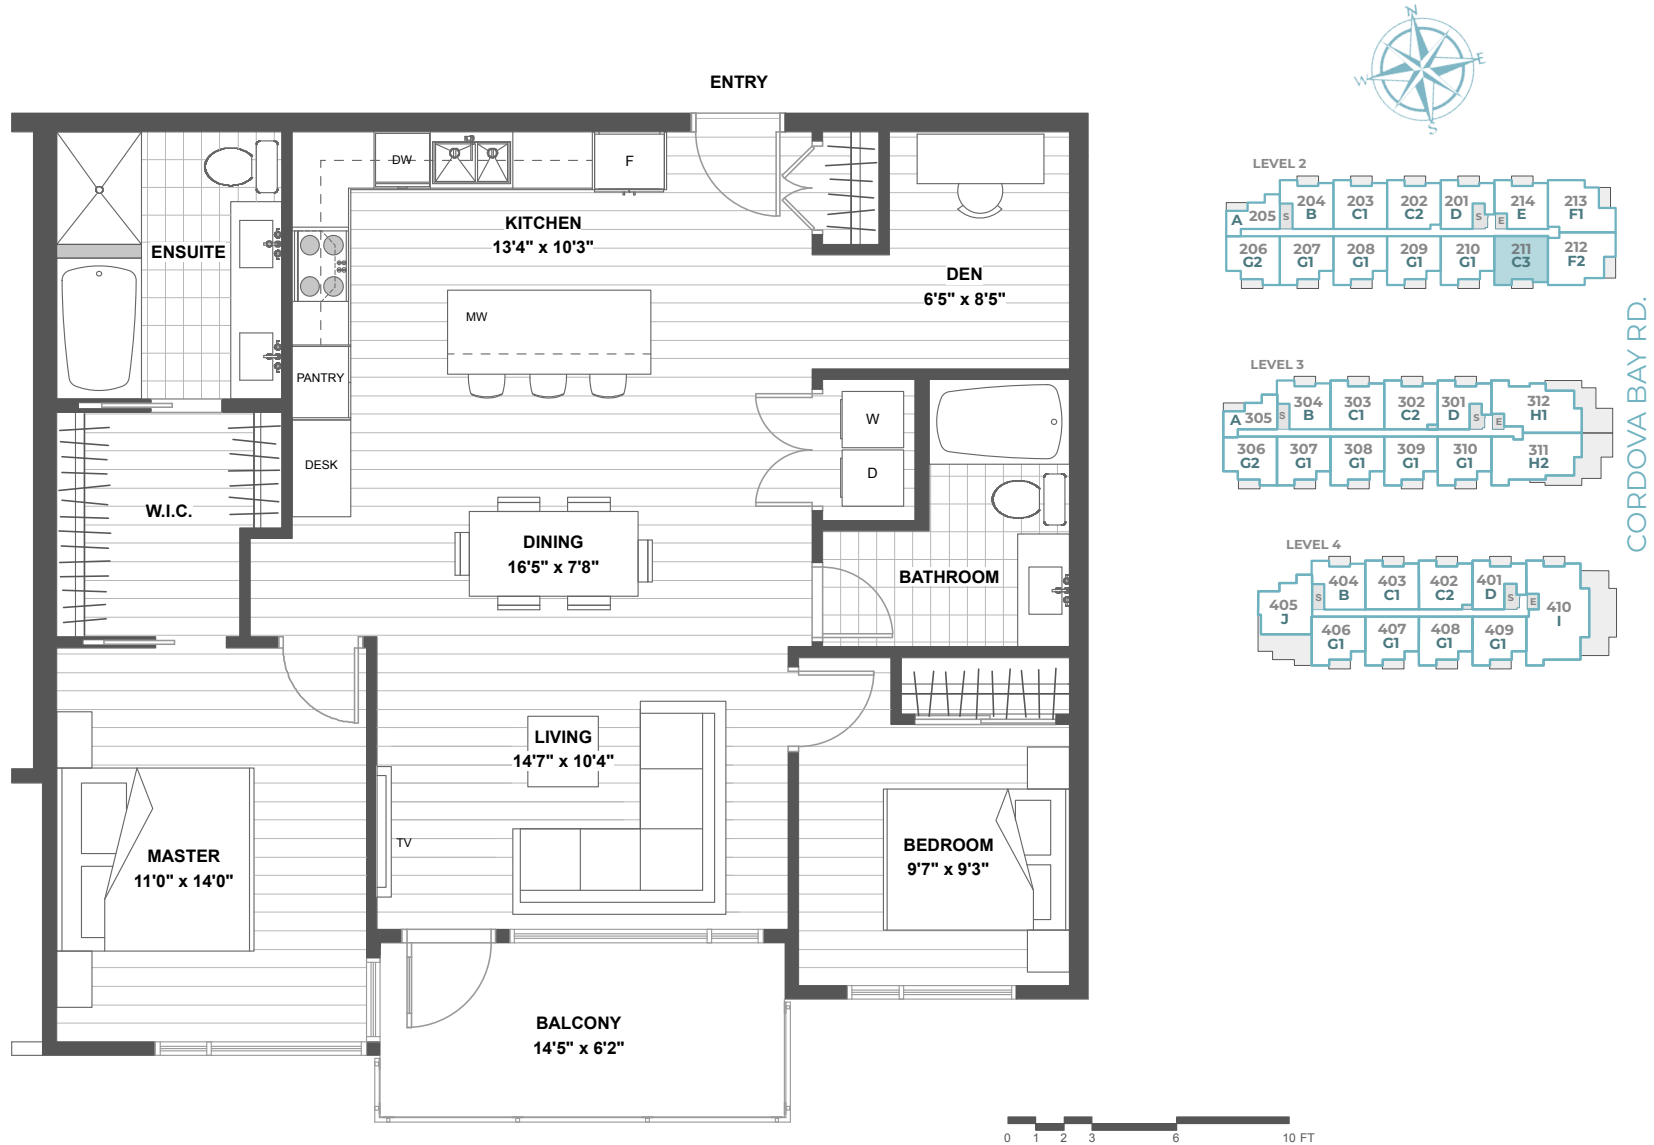 ENTRY
DW
F
KITCHEN
13'4" x 10'3"
ENSUITE
DEN
6'5" x 8'5"
MW
PANTRY
W
DESK
D
W.I.C.
DINING
16'5" x 7'8"
BATHROOM
LIVING
14'7" x 10'4"
TV
MASTER
11'0" x 14'0"
BEDROOM
9'7" x 9'3"
BALCONY
14'5" x 6'2"
0 1 2 3 6 10 FT
N
W E
S
LEVEL 2
A 205
S
204 B
203 C1
202 C2
201 D
S
E
214 E
213 F1
206 G2
207 G1
208 G1
209 G1
210 G1
211 C3
212 F2
LEVEL 3
A 305
S
304 B
303 C1
302 C2
301 D
S
E
312 H1
306 G2
307 G1
308 G1
309 G1
310 G1
311 H2
LEVEL 4
405 J
S
404 B
403 C1
402 C2
401 D
S
E
410 I
406 G1
407 G1
408 G1
409 G1
CORDOVA BAY RD.